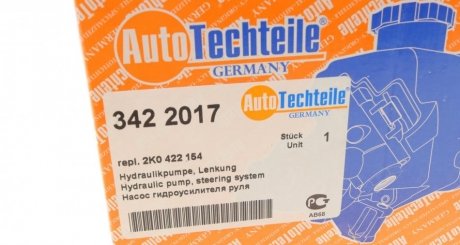 AutoTechteile®
GERMANY
342 2017
AutoTechteile®
GERMANY
Stück
Unit
1
repl. 2K0 422 154
Hydraulikpumpe, Lenkung
Hydraulic pump, steering system
Насос гидроусилителя руля
АВ68